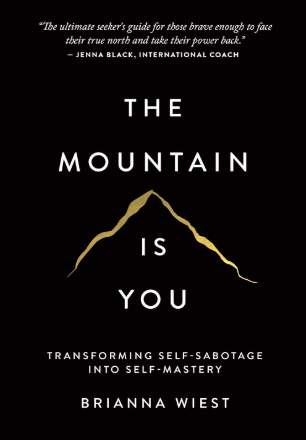 “The ultimate seeker’s guide for those brave enough to face
their true north and take their power back.”
— JENNA BLACK, INTERNATIONAL COACH
THE
MOUNTAIN
IS
YOU
TRANSFORMING SELF-SABOTAGE
INTO SELF-MASTERY
BRIANNA WIEST